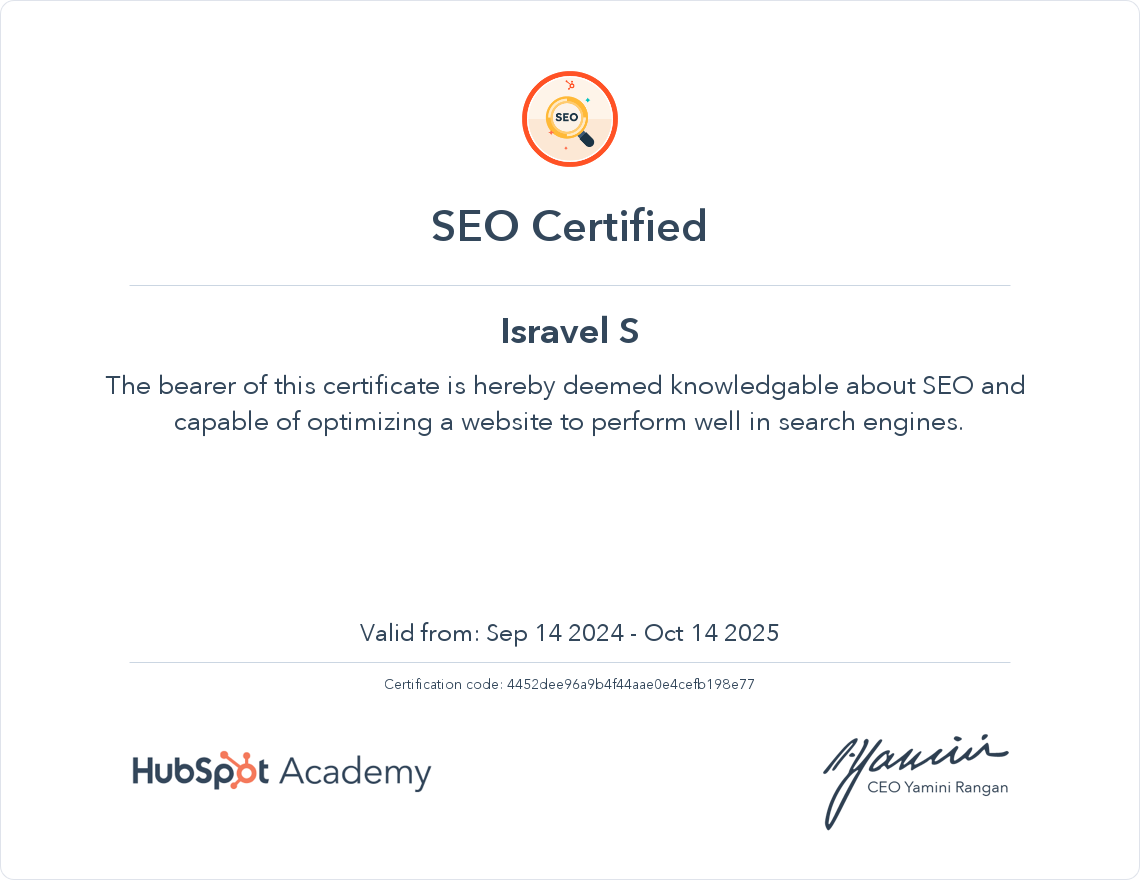 SEO
SEO Certified
Isravel S
The bearer of this certificate is hereby deemed knowledgable about SEO and
capable of optimizing a website to perform well in search engines.
Valid from: Sep 14 2024 - Oct 14 2025
Certification code: 4452dee96a9b4f44aae0e4cefb198e77
HubSpot Academy
Yamini
CEO Yamini Rangan